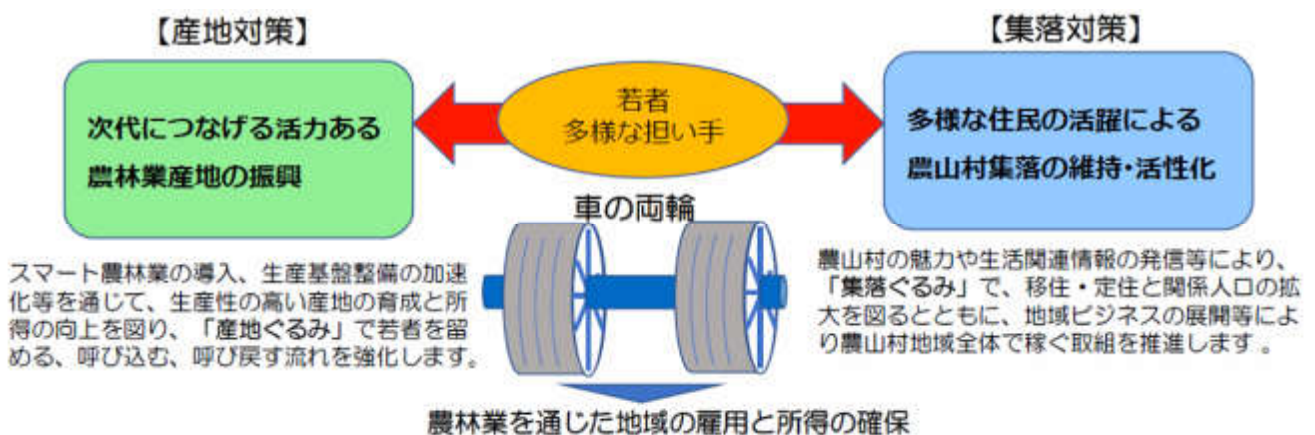 【産地対策】
次代につなげる活力ある
農林業産地の振興
スマート農林業の導入、生産基盤整備の加速
化等を通じて、生産性の高い産地の育成と所
得の向上を図り、「産地ぐるみ」で若者を留
める、呼び込む、呼び戻す流れを強化します。
若者
多様な担い手
車の両輪
【集落対策】
多様な住民の活躍による
農山村集落の維持・活性化
農山村の魅力や生活関連情報の発信等により、
「集落ぐるみ」で、移住・定住と関係人口の拡
大を図るとともに、地域ビジネスの展開等によ
り農山村地域全体で稼ぐ取組を推進します。
農林業を通じた地域の雇用と所得の確保